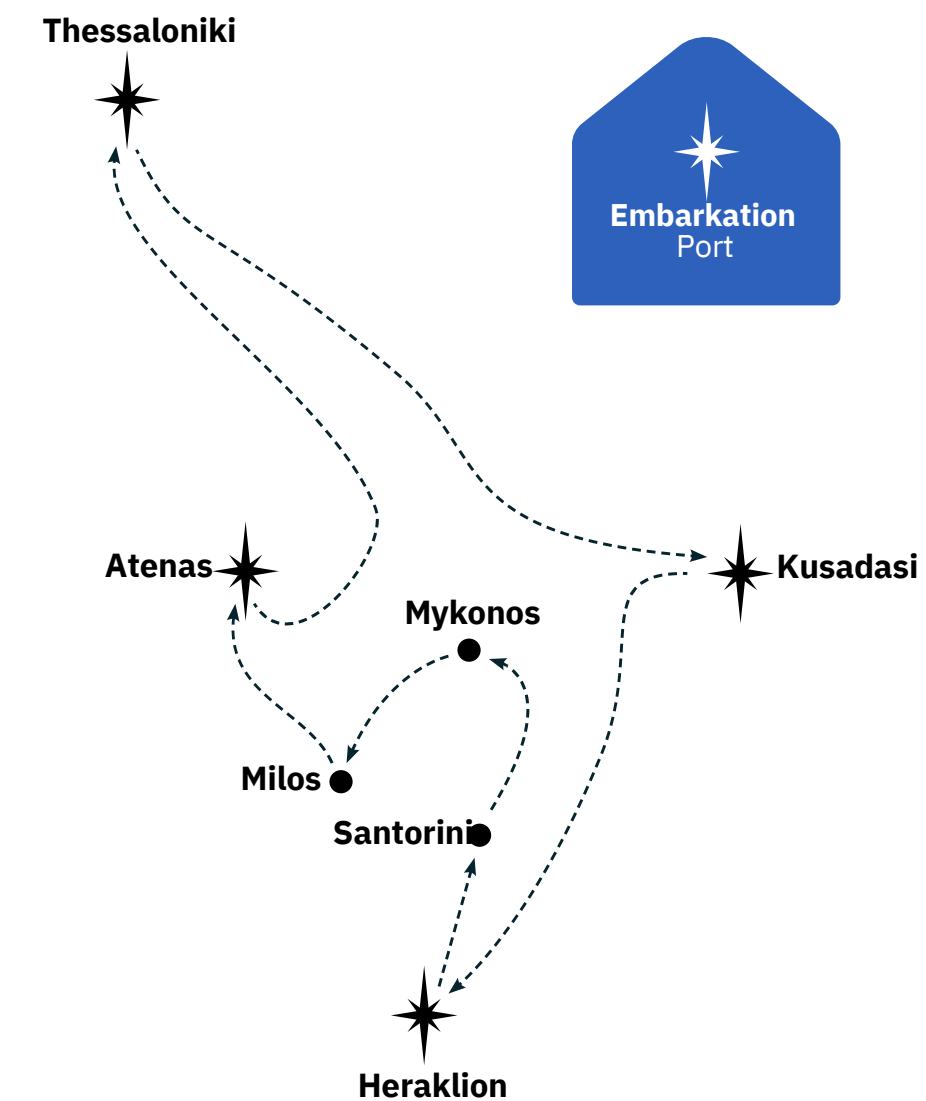 Thessaloniki
Embarkation
Port
Atenas
Kusadasi
Mykonos
Milos
Santorini
Heraklion